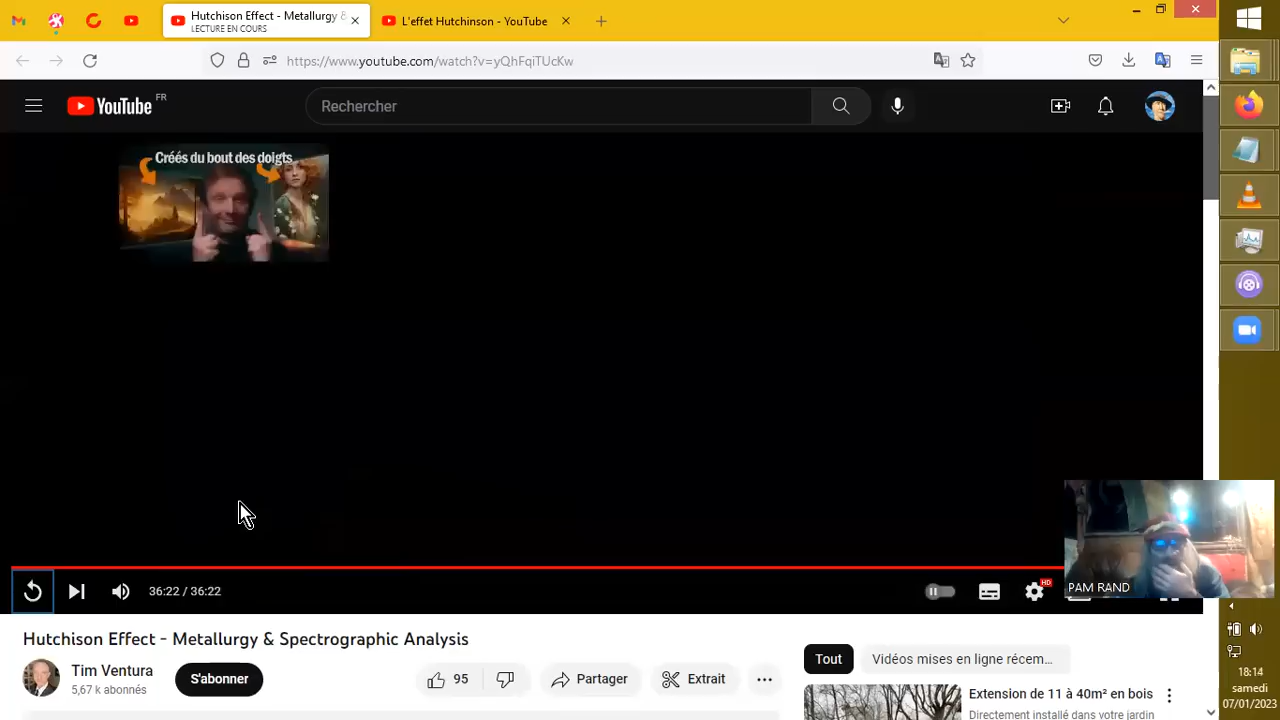 Hutchison Effect - Metallurgy &
LECTURE EN COURS
L'effet Hutchinson - YouTube
https://www.youtube.com/watch?v=yQhFqiTUcKw
YouTube FR
Rechercher
Créés du bout des doigts
PAM RAND
36:22 / 36:22
HD
Hutchison Effect - Metallurgy & Spectrographic Analysis
Tim Ventura
5,67 k abonnés
S'abonner
95
Partager
Extrait
Tout
Vidéos mises en ligne récem...
Extension de 11 à 40m² en bois
Directement installé dans votre jardin
18:14
samedi
07/01/2023